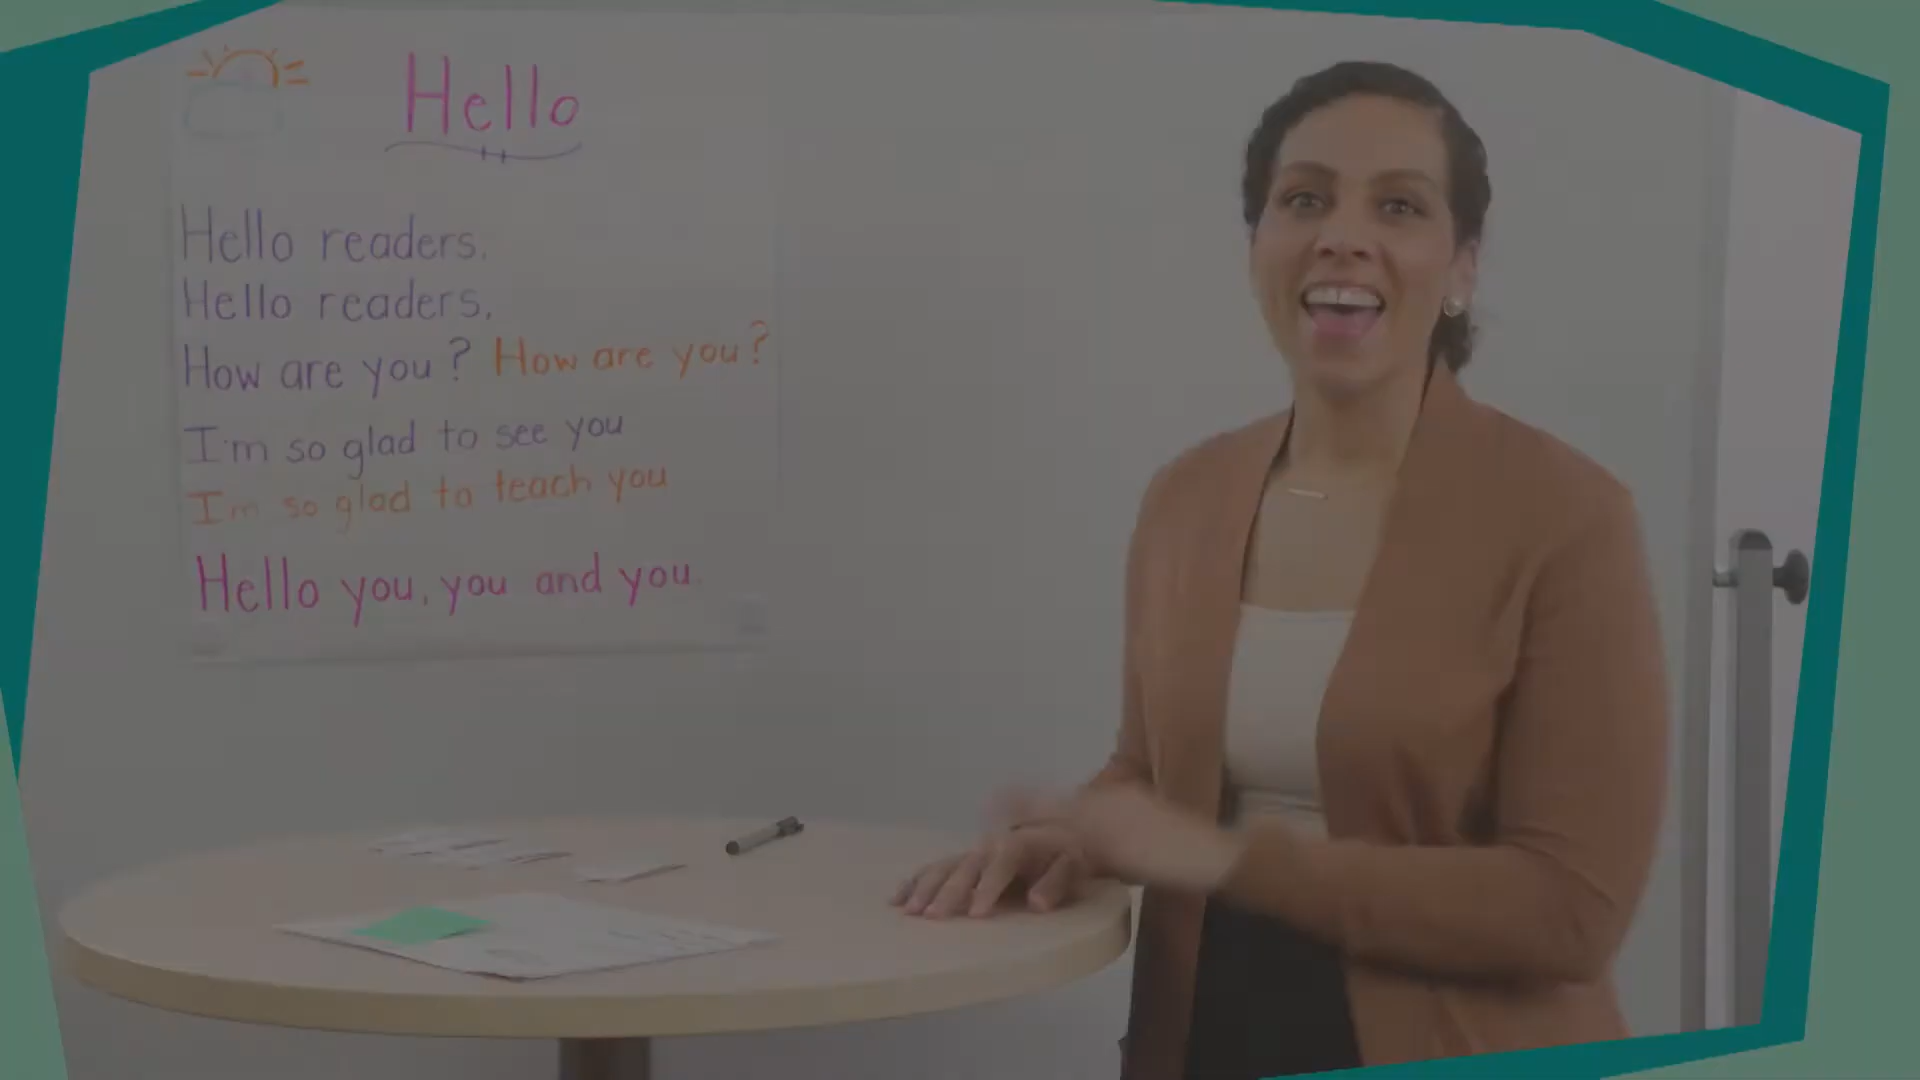 Hello
Hello readers,
Hello readers,
How are you? How are you?
I'm so glad to see you
I'm so glad to teach you
Hello you, you and you.